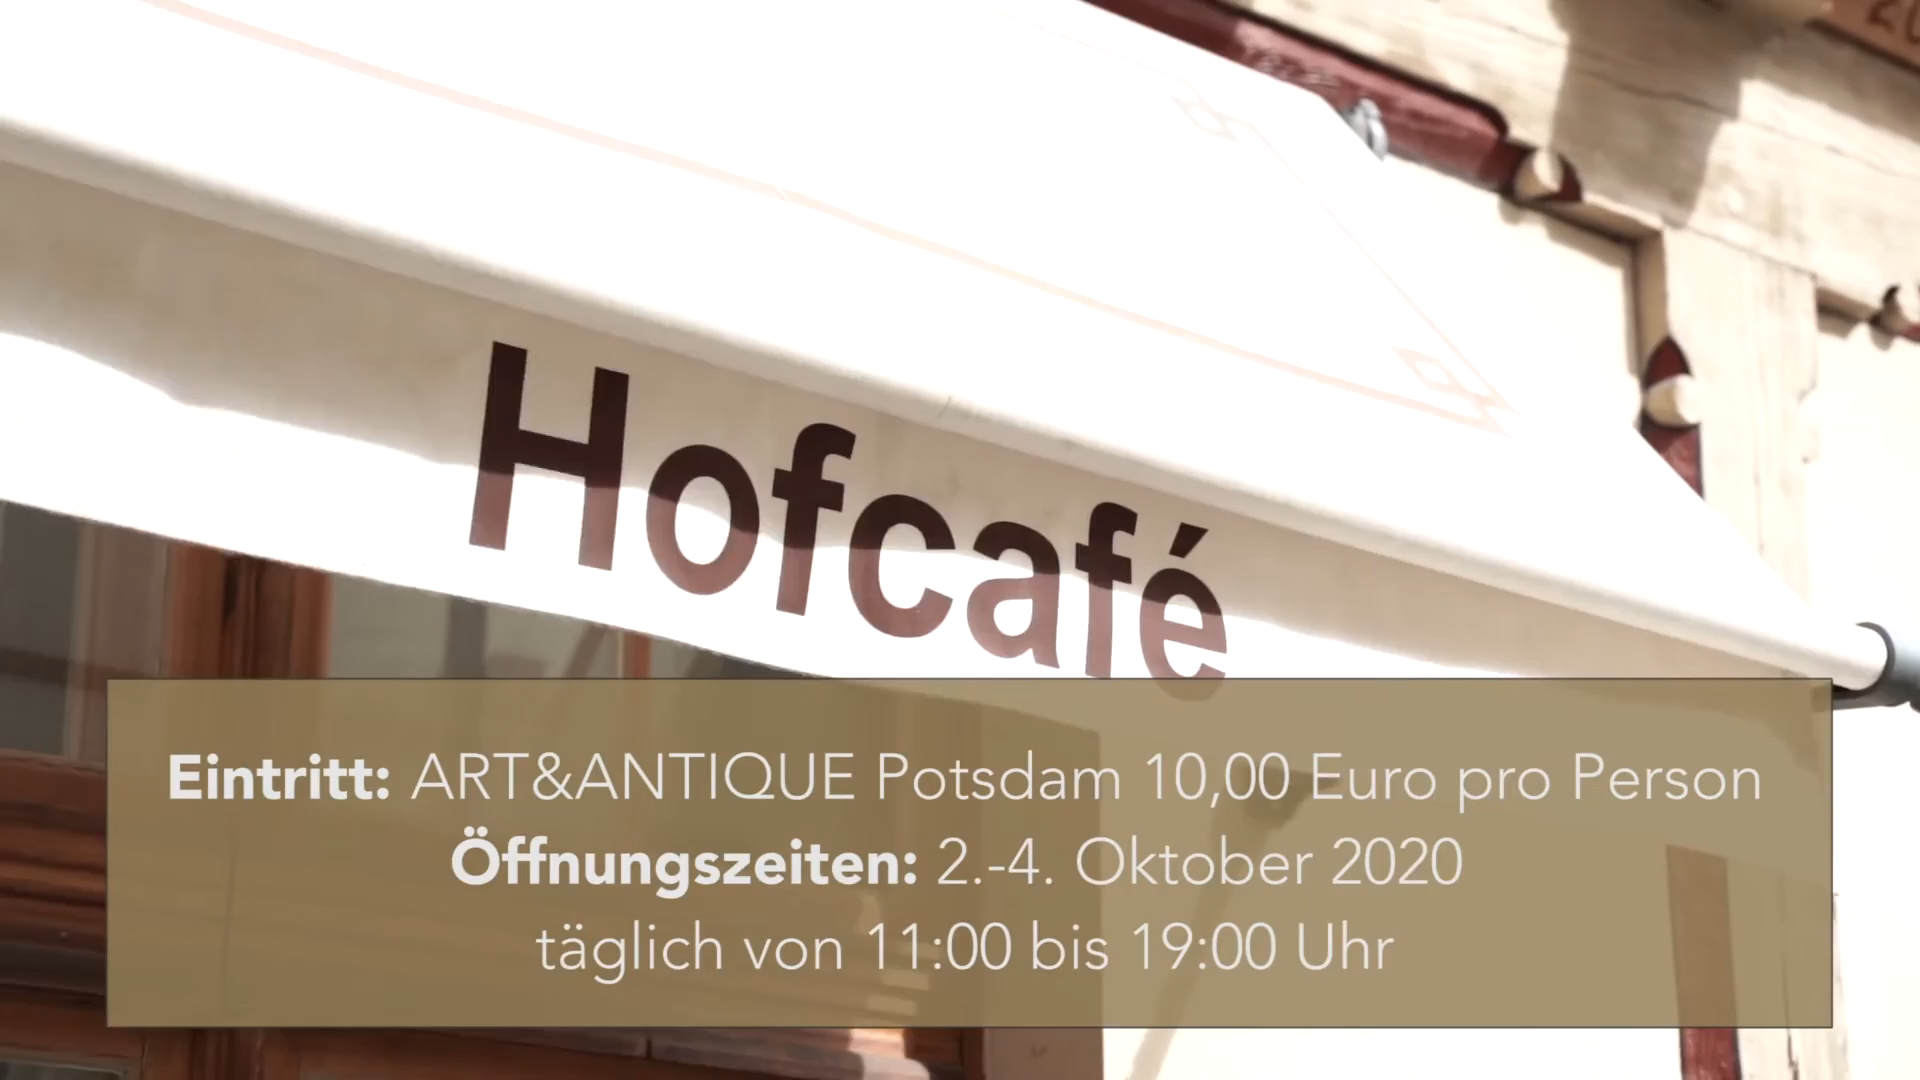 Hofcafé
Eintritt: ART&ANTIQUE Potsdam 10,00 Euro pro Person
Öffnungszeiten: 2.-4. Oktober 2020
täglich von 11:00 bis 19:00 Uhr